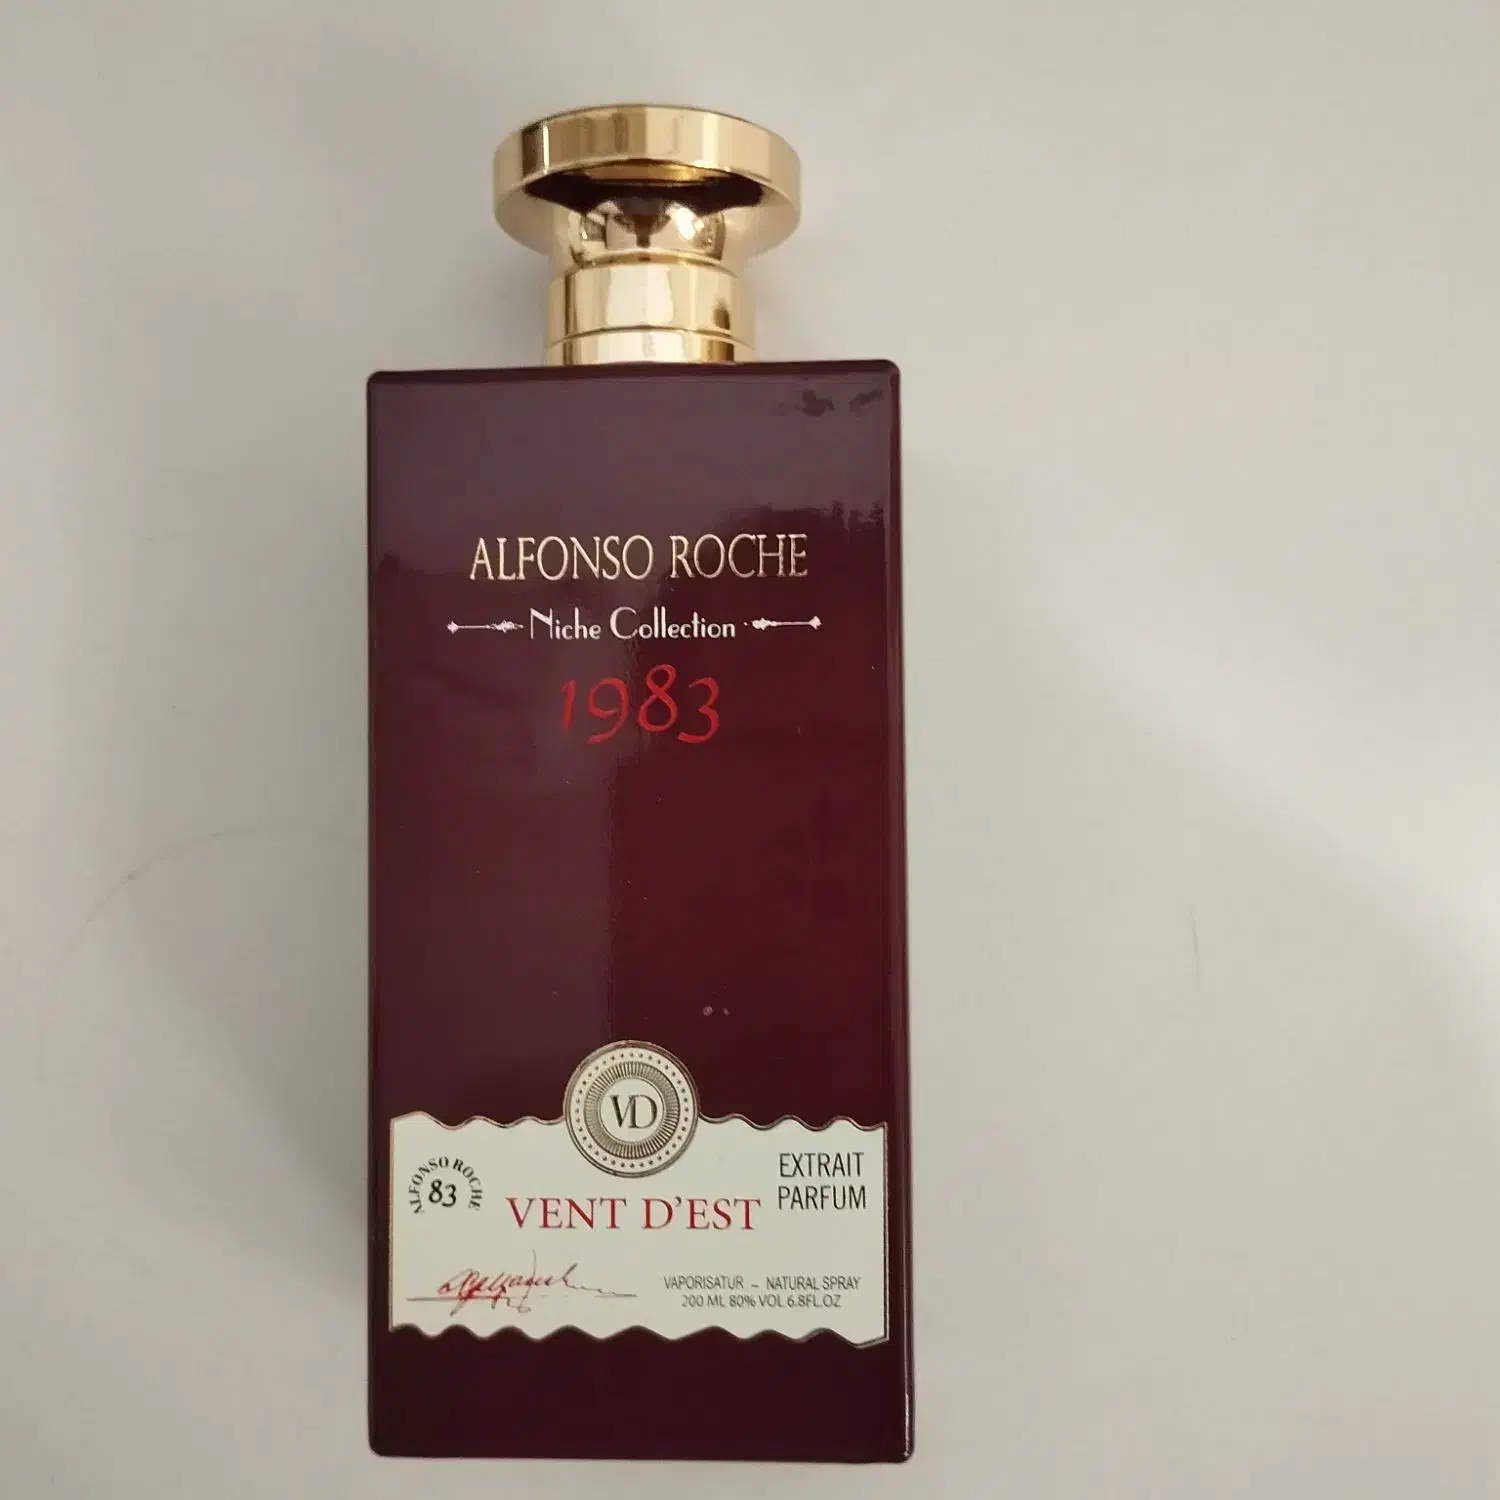 ALFONSO ROCHE
Niche Collection
1983
VD
ALFONSO ROCHE
83
VENT D'EST
EXTRAIT
PARFUM
VAPORISATUR – NATURAL SPRAY
200 ML 80% VOL 6.8FL.OZ